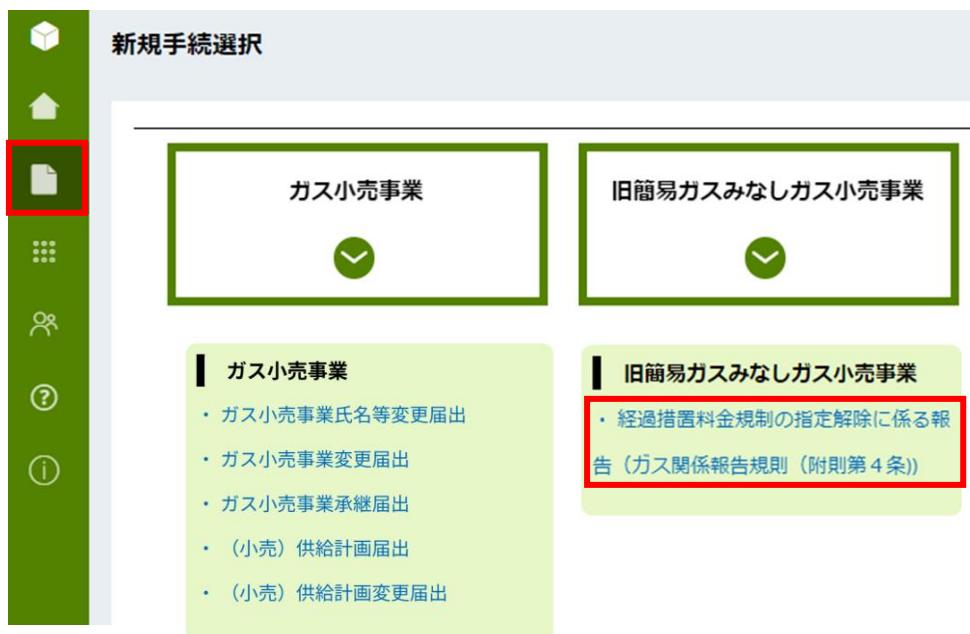 新規手続選択
ガス小売事業
旧簡易ガスみなしガス小売事業
ガス小売事業
・ ガス小売事業氏名等変更届出
・ ガス小売事業変更届出
・ ガス小売事業承継届出
・ （小売）供給計画届出
・ （小売）供給計画変更届出
旧簡易ガスみなしガス小売事業
・ 経過措置料金規制の指定解除に係る報
告（ガス関係報告規則（附則第４条))